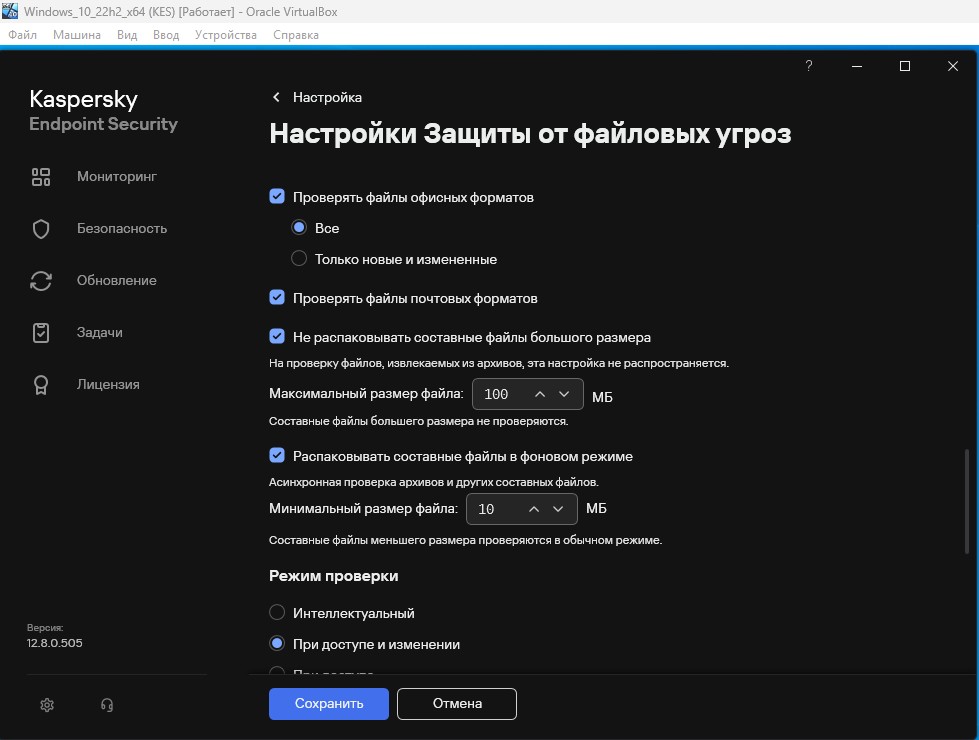 Windows_10_22h2_x64 (KES) [Работает] - Oracle VirtualBox
Файл Машина Вид Ввод Устройства Справка
?
Kaspersky
Endpoint Security
Мониторинг
Безопасность
Обновление
Задачи
Лицензия
Версия:
12.8.0.505
Настройка
Настройки Защиты от файловых угроз
Проверять файлы офисных форматов
Все
Только новые и измененные
Проверять файлы почтовых форматов
Не распаковывать составные файлы большого размера
На проверку файлов, извлекаемых из архивов, эта настройка не распространяется.
Максимальный размер файла: 100 МБ
Составные файлы большего размера не проверяются.
Распаковывать составные файлы в фоновом режиме
Асинхронная проверка архивов и других составных файлов.
Минимальный размер файла: 10 МБ
Составные файлы меньшего размера проверяются в обычном режиме.
Режим проверки
Интеллектуальный
При доступе и изменении
При доступе
Сохранить Отмена